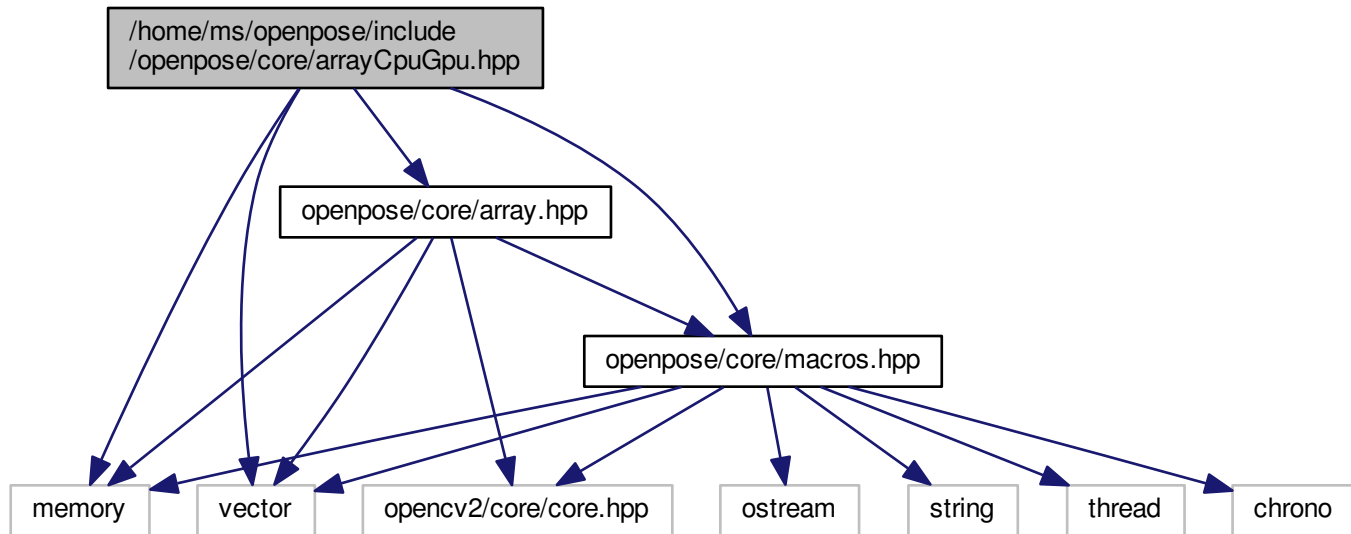 /home/ms/openpose/include
/openpose/core/arrayCpuGpu.hpp
openpose/core/array.hpp
openpose/core/macros.hpp
memory
vector
opencv2/core/core.hpp
ostream
string
thread
chrono